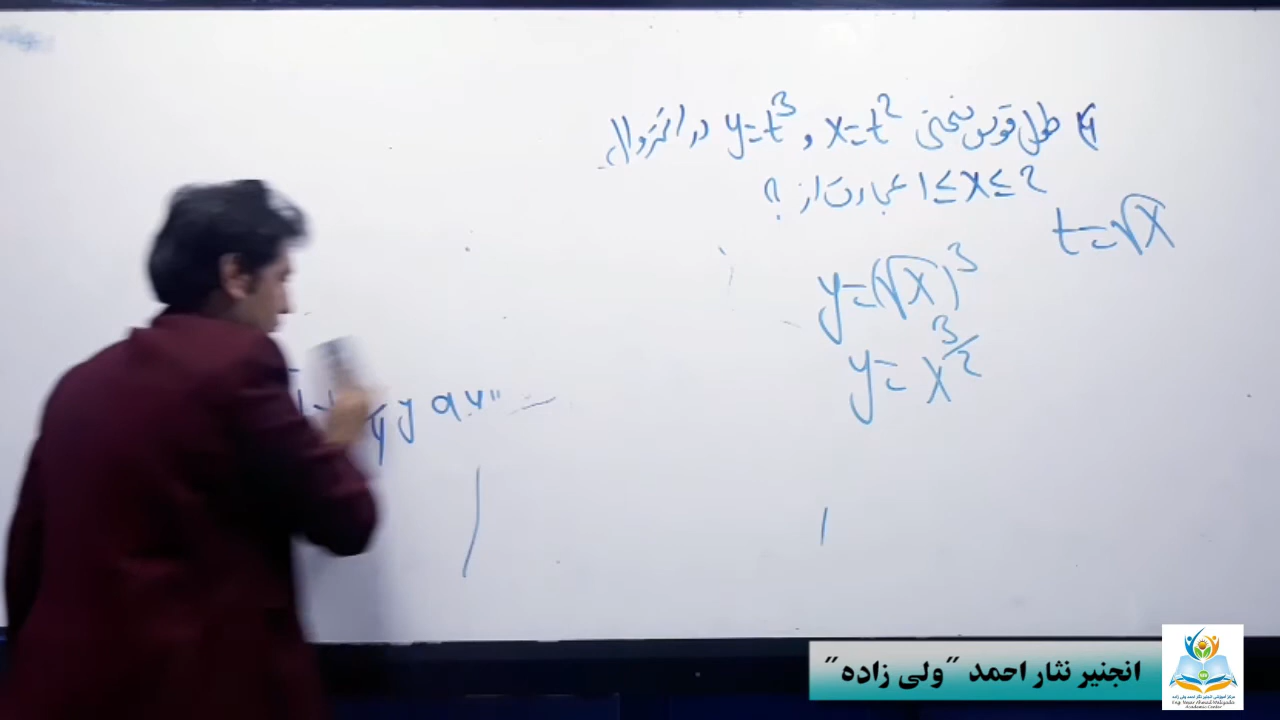 طول قوس منحنی x=t² و y=t³ در انتروال
1≤x≤2 عبارت از ؟
t=√x
y=(√x)³
y=x^3/2
انجنیر نثار احمد "ولی زاده"